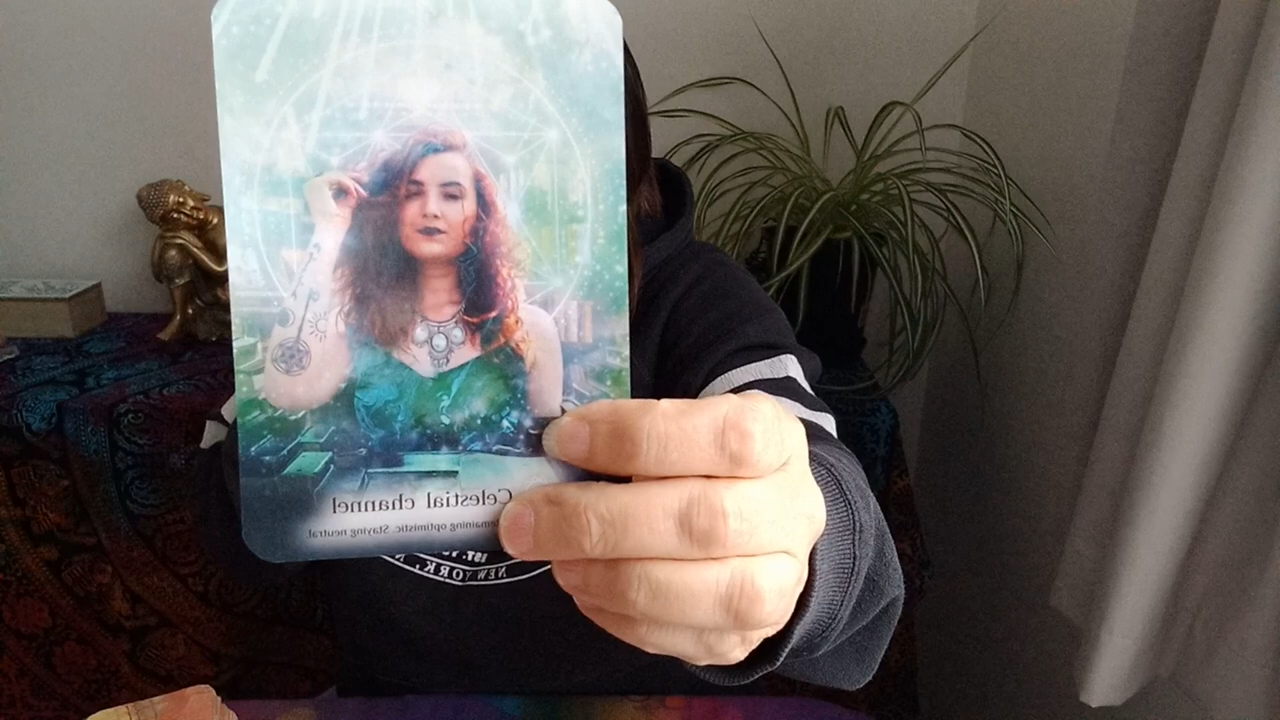 Celestial channel
Remaining optimistic. Staying neutral.
NEW YORK,